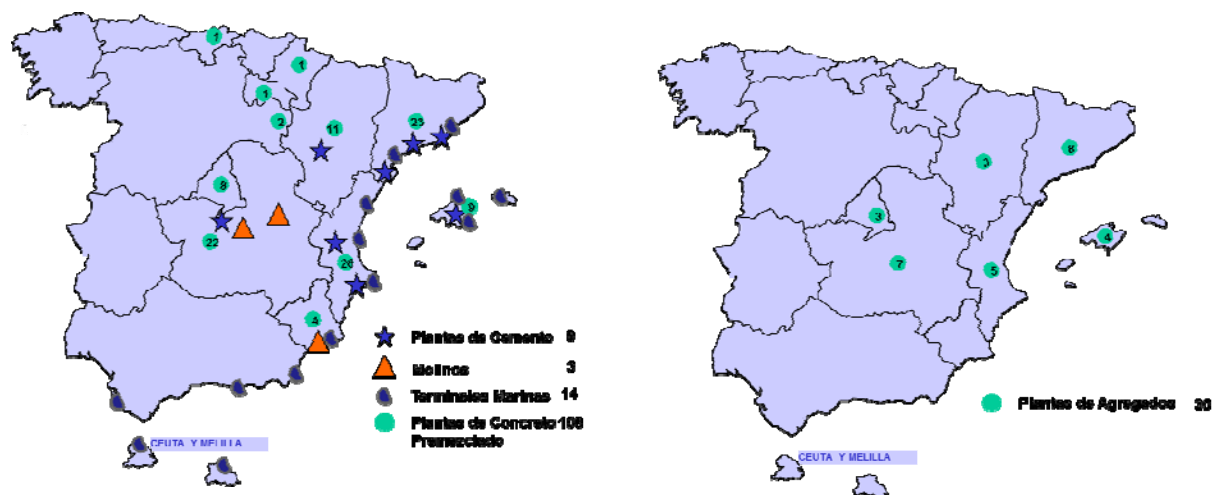 1
1
1
2
11
23
8
9
22
26
4
Plantas de Cemento 9
Molinos 3
Terminales Marinas 14
Plantas de Concreto 108
Premezclado
CEUTA Y MELILLA
3
8
3
4
7
5
Plantas de Agregados 30
CEUTA Y MELILLA